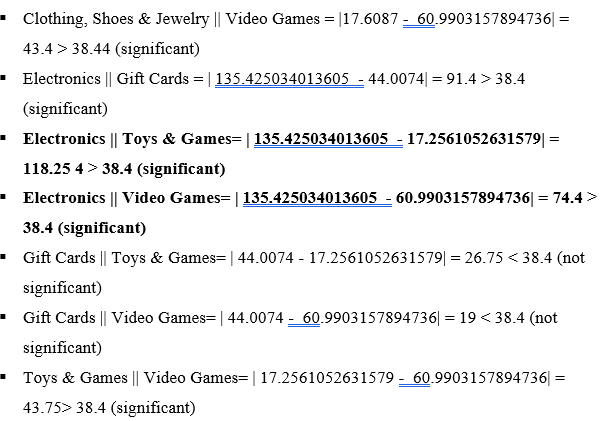 ▪ Clothing, Shoes & Jewelry || Video Games = |17.6087 - 60.9903157894736| =
43.4 > 38.44 (significant)
▪ Electronics || Gift Cards = | 135.425034013605 - 44.0074| = 91.4 > 38.4
(significant)
▪ Electronics || Toys & Games= | 135.425034013605 - 17.2561052631579| =
118.25 4 > 38.4 (significant)
▪ Electronics || Video Games= | 135.425034013605 - 60.9903157894736| = 74.4 >
38.4 (significant)
▪ Gift Cards || Toys & Games= | 44.0074 - 17.2561052631579| = 26.75 < 38.4 (not
significant)
▪ Gift Cards || Video Games= | 44.0074 - 60.9903157894736| = 19 < 38.4 (not
significant)
▪ Toys & Games || Video Games= | 17.2561052631579 - 60.9903157894736| =
43.75> 38.4 (significant)